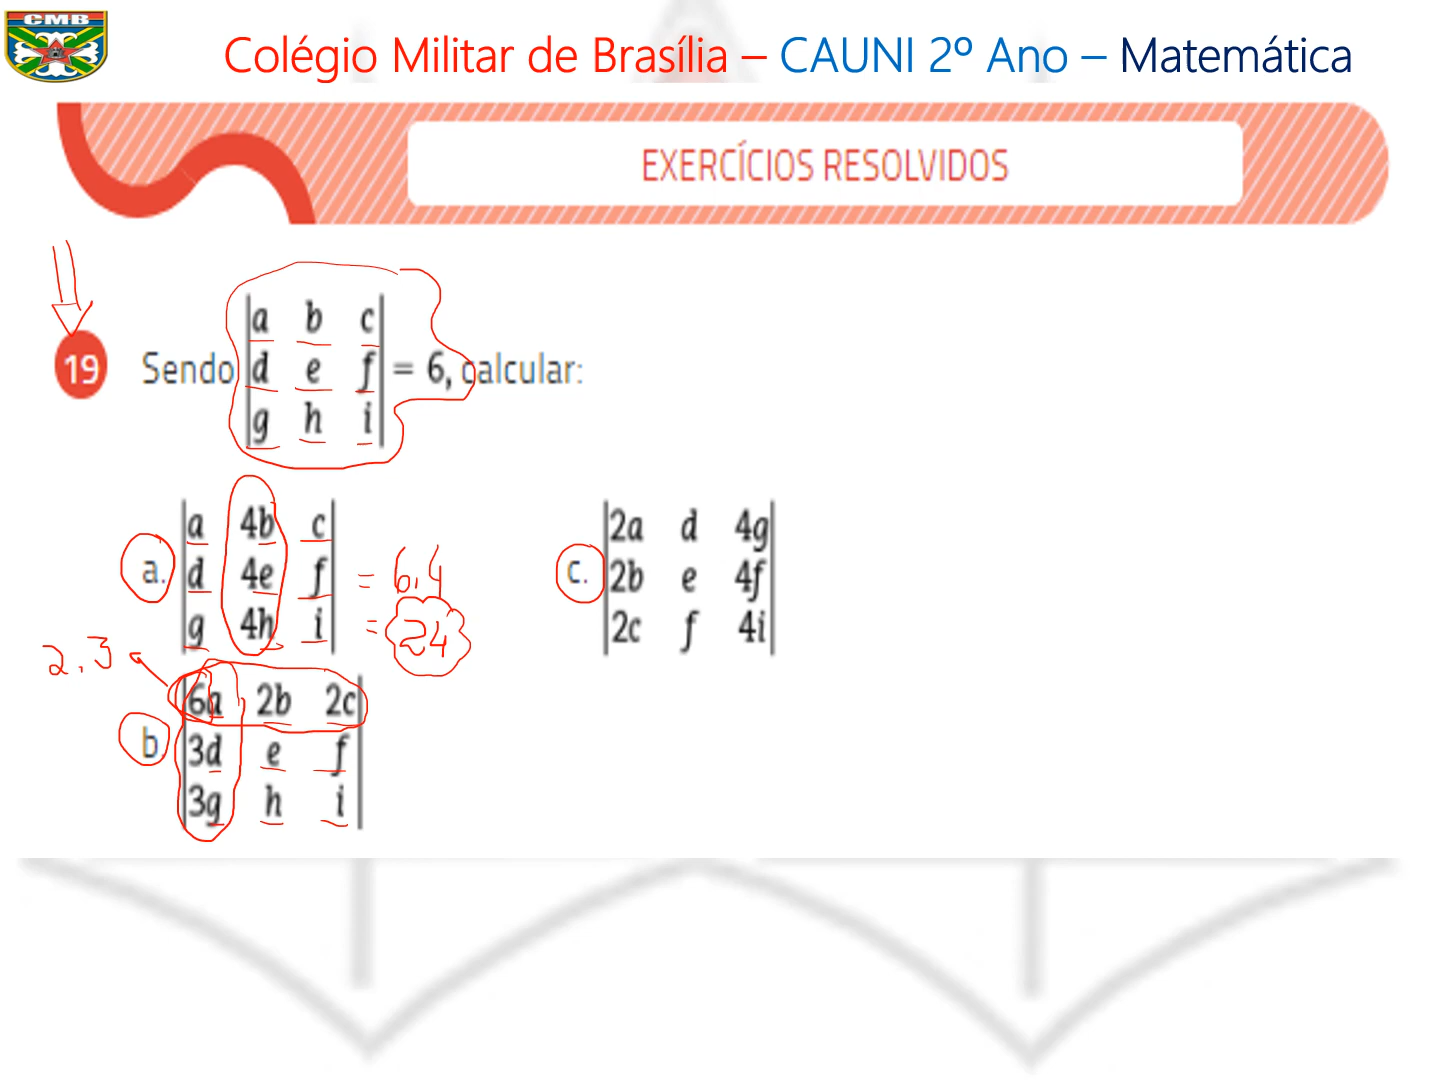 CMB
Colégio Militar de Brasília – CAUNI 2º Ano – Matemática
EXERCÍCIOS RESOLVIDOS
19 Sendo |a b c|
|d e f| = 6, calcular:
|g h i|
a. |a 4b c|
|d 4e f| = 6.4
|g 4h i| = 24
2.3
b. |6a 2b 2c|
|3d e f|
|3g h i|
c. |2a d 4g|
|2b e 4f|
|2c f 4i|